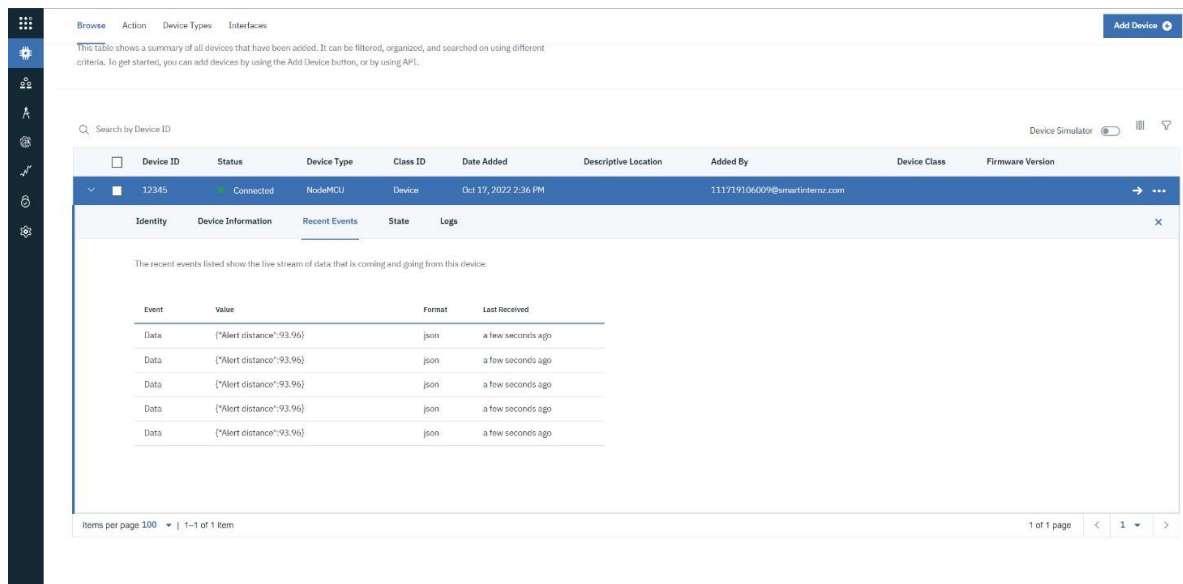 Browse Action Device Types Interfaces Add Device
This table shows a summary of all devices that have been added. It can be filtered, organized, and searched on using different
criteria. To get started, you can add devices by using the Add Device button, or by using API.
Search by Device ID Device Simulator
Device ID Status Device Type Class ID Date Added Descriptive Location Added By Device Class Firmware Version
12345 Connected NodeMCU Device Oct 17, 2022 2:36 PM 111719106009@smartinternz.com
Identity Device Information Recent Events State Logs
The recent events listed show the live stream of data that is coming and going from this device.
Event Value Format Last Received
Data {"Alert distance":93.96} json a few seconds ago
Data {"Alert distance":93.96} json a few seconds ago
Data {"Alert distance":93.96} json a few seconds ago
Data {"Alert distance":93.96} json a few seconds ago
Data {"Alert distance":93.96} json a few seconds ago
Items per page 100 | 1–1 of 1 item 1 of 1 page 1